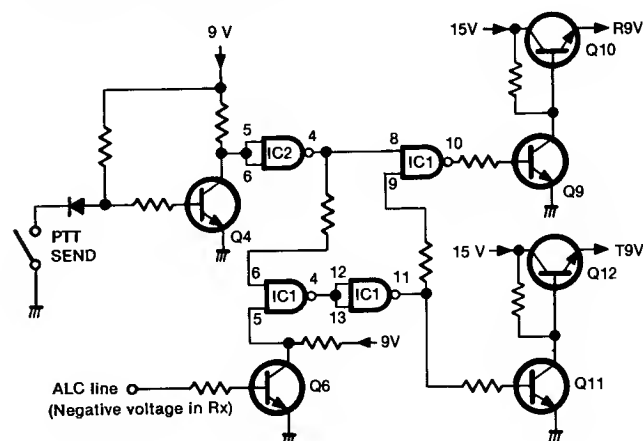 9 V
15V
R9V
Q10
5
4
IC2
6
8
IC1
10
9
Q9
PTT
SEND
Q4
15 V
T9V
Q12
6
4
12
11
IC1
IC1
5
13
9V
Q6
Q11
ALC line
(Negative voltage in Rx)